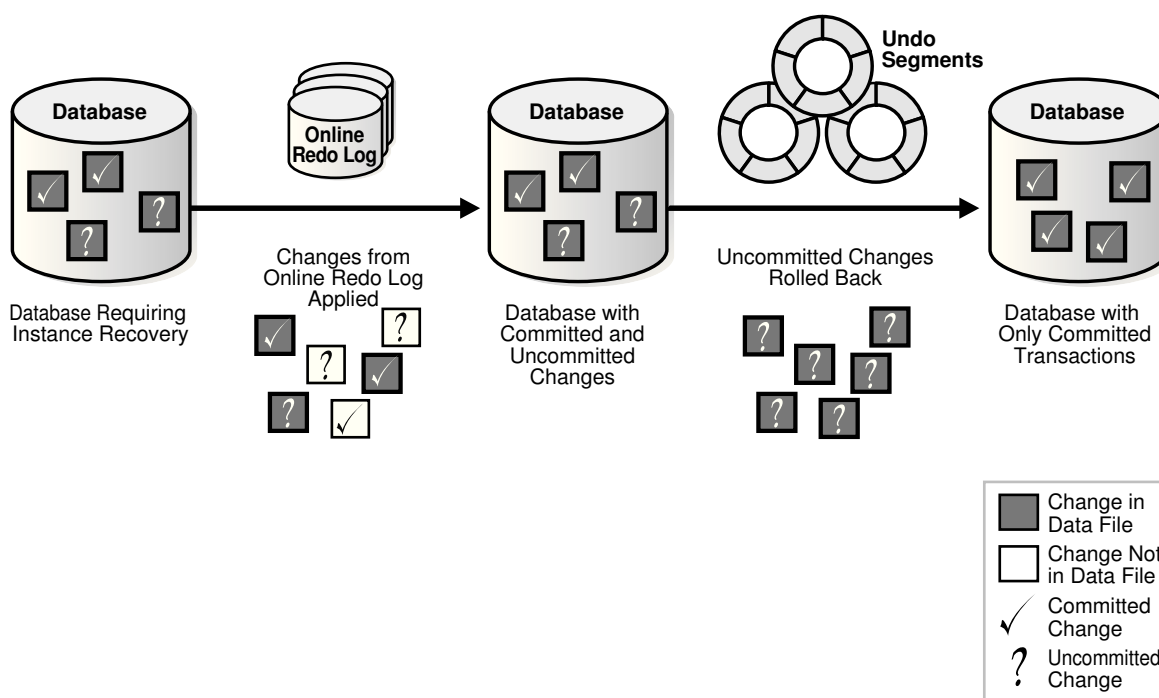 Undo
Segments
Database
Online
Redo Log
Database
Database
Changes from
Online Redo Log
Applied
Uncommitted Changes
Rolled Back
Database Requiring
Instance Recovery
Database with
Committed and
Uncommitted
Changes
Database with
Only Committed
Transactions
Change in
Data File
Change Not
in Data File
Committed
Change
Uncommitted
Change